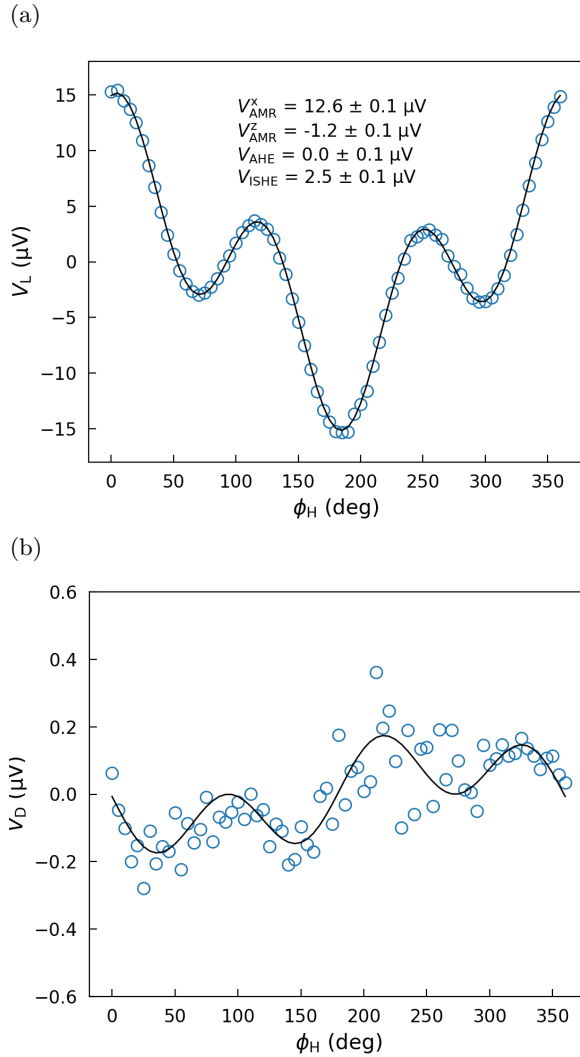 (a)
V^x_AMR = 12.6 ± 0.1 µV
V^z_AMR = -1.2 ± 0.1 µV
V_AHE = 0.0 ± 0.1 µV
V_ISHE = 2.5 ± 0.1 µV
15
10
5
0
−5
−10
−15
V_L (µV)
0 50 100 150 200 250 300 350
ϕ_H (deg)
(b)
0.6
0.4
0.2
0.0
−0.2
−0.4
−0.6
V_D (µV)
0 50 100 150 200 250 300 350
ϕ_H (deg)